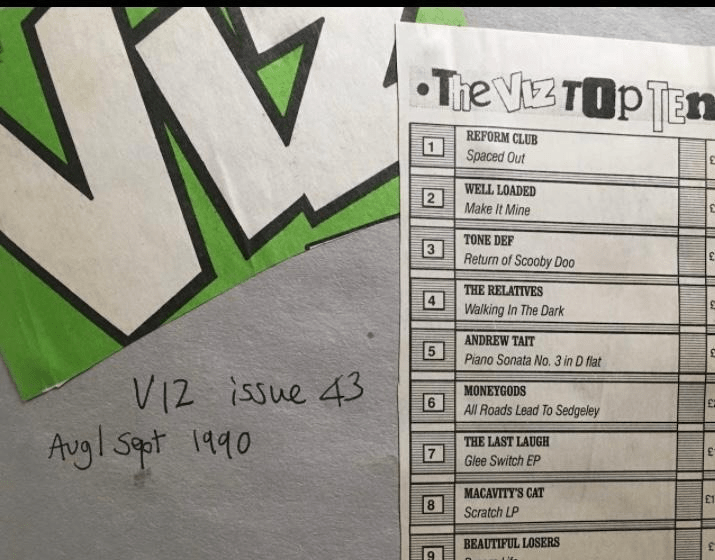 VIZ
VIZ issue 43
Aug/Sept 1990
•The VIZ TOp TEn
1 REFORM CLUB
Spaced Out
2 WELL LOADED
Make It Mine
3 TONE DEF
Return of Scooby Doo
4 THE RELATIVES
Walking In The Dark
5 ANDREW TAIT
Piano Sonata No. 3 in D flat
6 MONEYGODS
All Roads Lead To Sedgeley
7 THE LAST LAUGH
Glee Switch EP
8 MACAVITY'S CAT
Scratch LP
9 BEAUTIFUL LOSERS